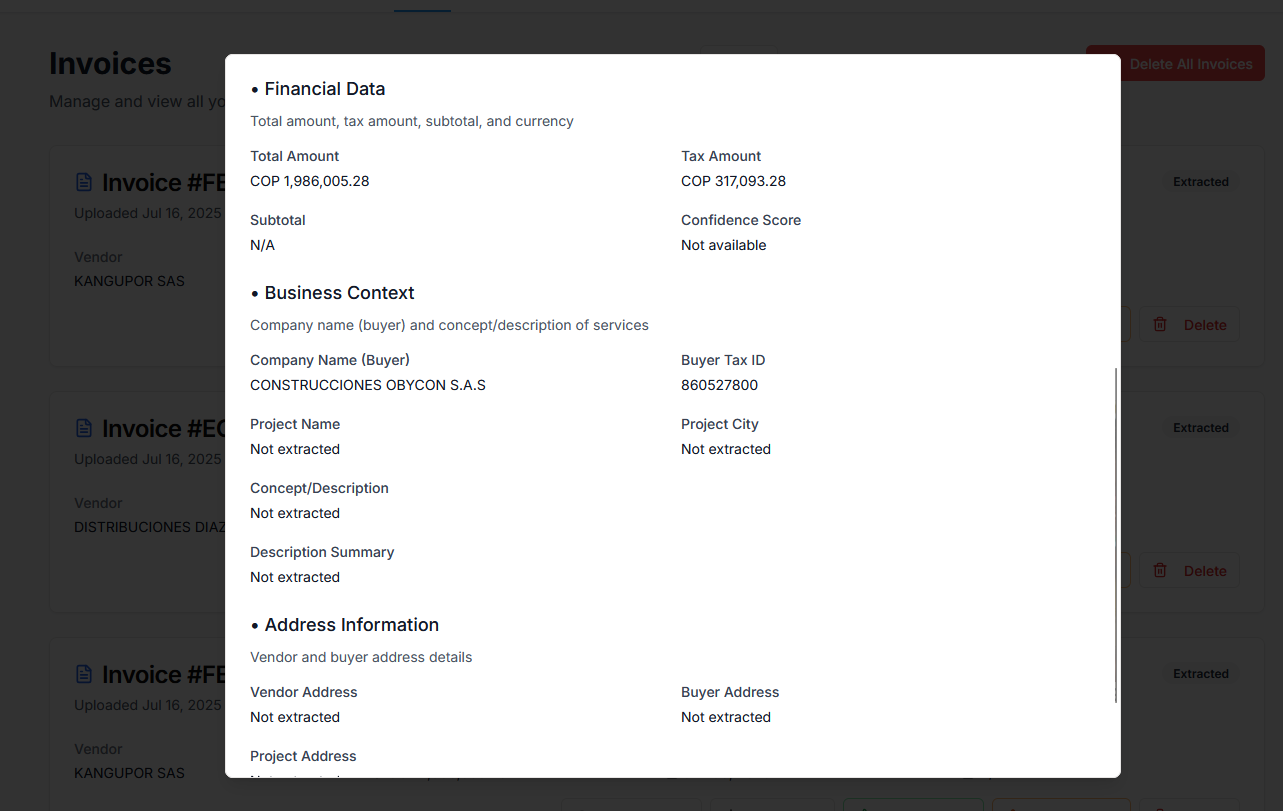 Invoices
Delete All Invoices
Manage and view all yo
Invoice #FE
Extracted
Uploaded Jul 16, 2025
Vendor
KANGUPOR SAS
Delete
Invoice #EC
Extracted
Uploaded Jul 16, 2025
Vendor
DISTRIBUCIONES DIAZ
Delete
Invoice #FE
Extracted
Uploaded Jul 16, 2025
Vendor
KANGUPOR SAS
• Financial Data
Total amount, tax amount, subtotal, and currency
Total Amount
Tax Amount
COP 1,986,005.28
COP 317,093.28
Subtotal
Confidence Score
N/A
Not available
• Business Context
Company name (buyer) and concept/description of services
Company Name (Buyer)
Buyer Tax ID
CONSTRUCCIONES OBYCON S.A.S
860527800
Project Name
Project City
Not extracted
Not extracted
Concept/Description
Not extracted
Description Summary
Not extracted
• Address Information
Vendor and buyer address details
Vendor Address
Buyer Address
Not extracted
Not extracted
Project Address